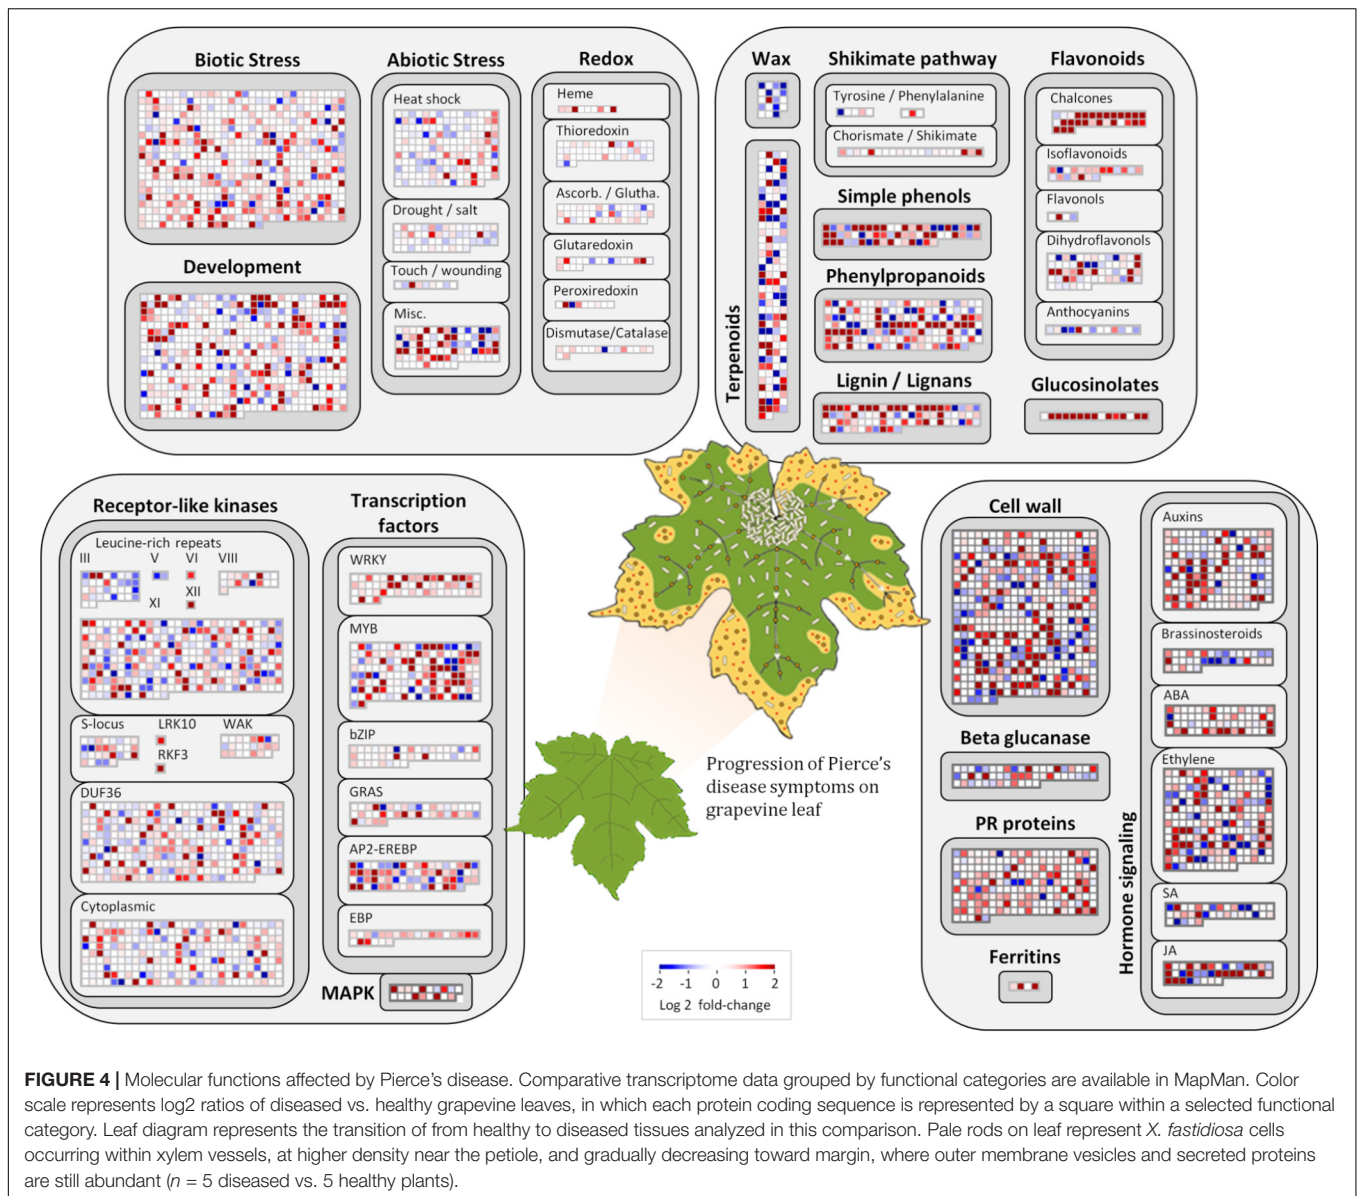 Biotic Stress
Abiotic Stress
Redox
Heat shock
Heme
Thioredoxin
Ascorb. / Glutha.
Drought / salt
Glutaredoxin
Development
Touch / wounding
Peroxiredoxin
Misc.
Dismutase/Catalase
Wax
Shikimate pathway
Flavonoids
Tyrosine / Phenylalanine
Chalcones
Chorismate / Shikimate
Isoflavonoids
Simple phenols
Flavonols
Dihydroflavonols
Phenylpropanoids
Anthocyanins
Terpenoids
Lignin / Lignans
Glucosinolates
Receptor-like kinases
Transcription
factors
Leucine-rich repeats
III
V
VI
VIII
XII
XI
WRKY
MYB
S-locus
LRK10
WAK
RKF3
bZIP
DUF36
GRAS
AP2-EREBP
Cytoplasmic
EBP
MAPK
Progression of Pierce's
disease symptoms on
grapevine leaf
-2 -1 0 1 2
Log 2 fold-change
Cell wall
Auxins
Brassinosteroids
ABA
Beta glucanase
Ethylene
PR proteins
SA
Hormone signaling
JA
Ferritins
FIGURE 4 | Molecular functions affected by Pierce's disease. Comparative transcriptome data grouped by functional categories are available in MapMan. Color
scale represents log2 ratios of diseased vs. healthy grapevine leaves, in which each protein coding sequence is represented by a square within a selected functional
category. Leaf diagram represents the transition of from healthy to diseased tissues analyzed in this comparison. Pale rods on leaf represent X. fastidiosa cells
occurring within xylem vessels, at higher density near the petiole, and gradually decreasing toward margin, where outer membrane vesicles and secreted proteins
are still abundant (n = 5 diseased vs. 5 healthy plants).